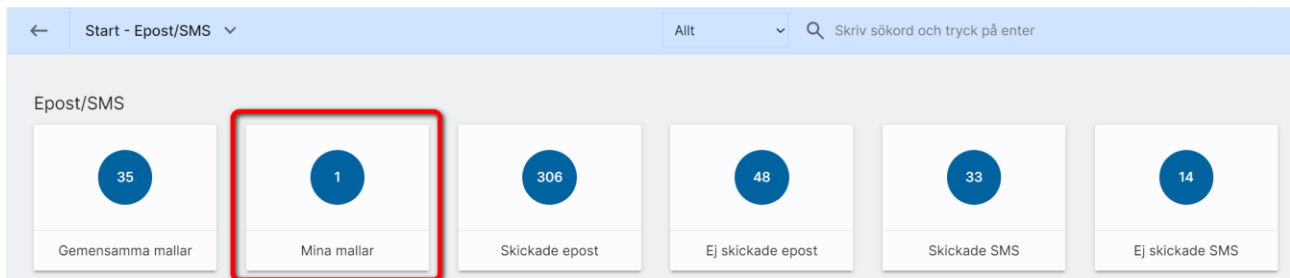 Start - Epost/SMS
Allt
Skriv sökord och tryck på enter
Epost/SMS
35
1
306
48
33
14
Gemensamma mallar
Mina mallar
Skickade epost
Ej skickade epost
Skickade SMS
Ej skickade SMS